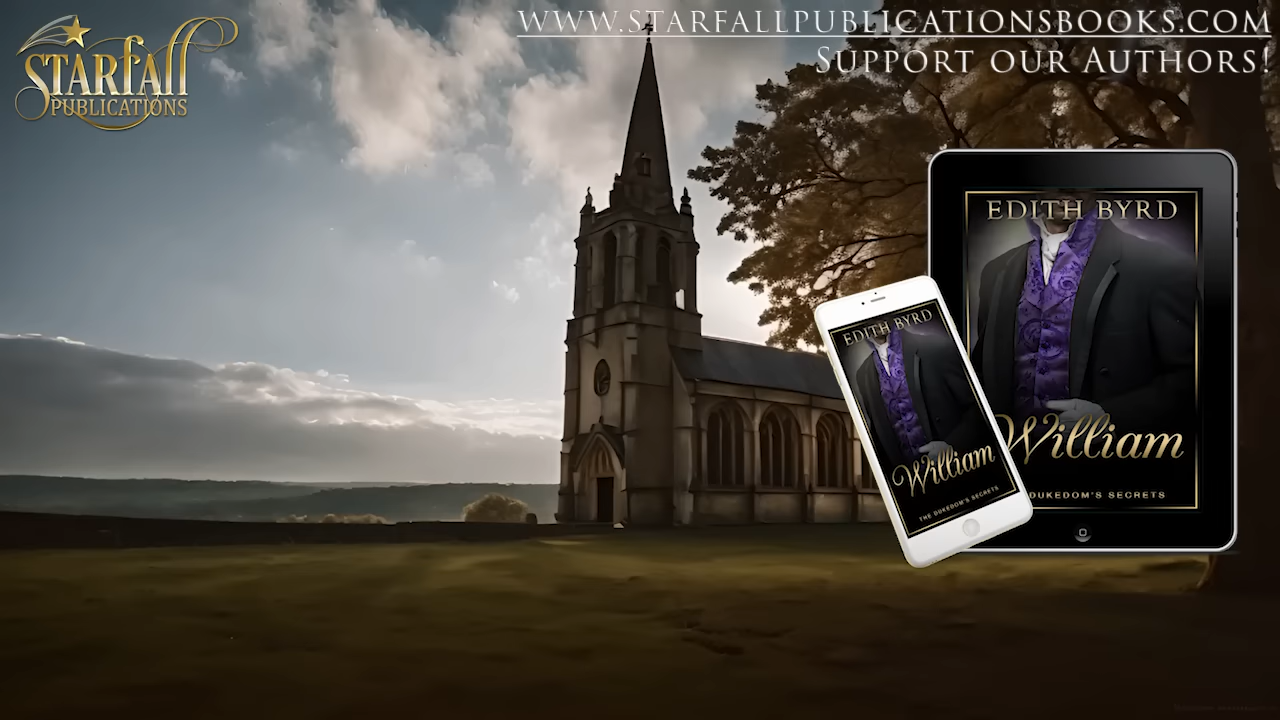 STARfall
PUBLICATIONS
WWW.STARFALLPUBLICATIONSBOOKS.COM
SUPPORT OUR AUTHORS!
EDITH BYRD
William
DUKEDOM'S SECRETS
EDITH BYRD
William
THE DUKEDOM'S SECRETS